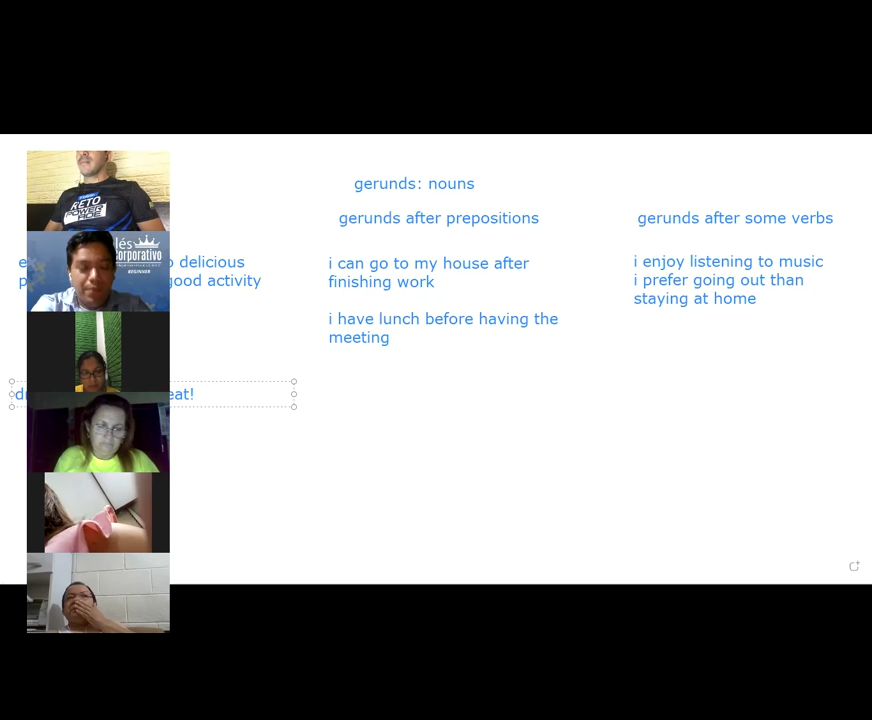 gerunds: nouns
gerunds after prepositions
gerunds after some verbs
delicious
good activity
i can go to my house after
finishing work
i have lunch before having the
meeting
i enjoy listening to music
i prefer going out than
staying at home
RETO
POWER
lés
corporativo
BEGINNER
eat!